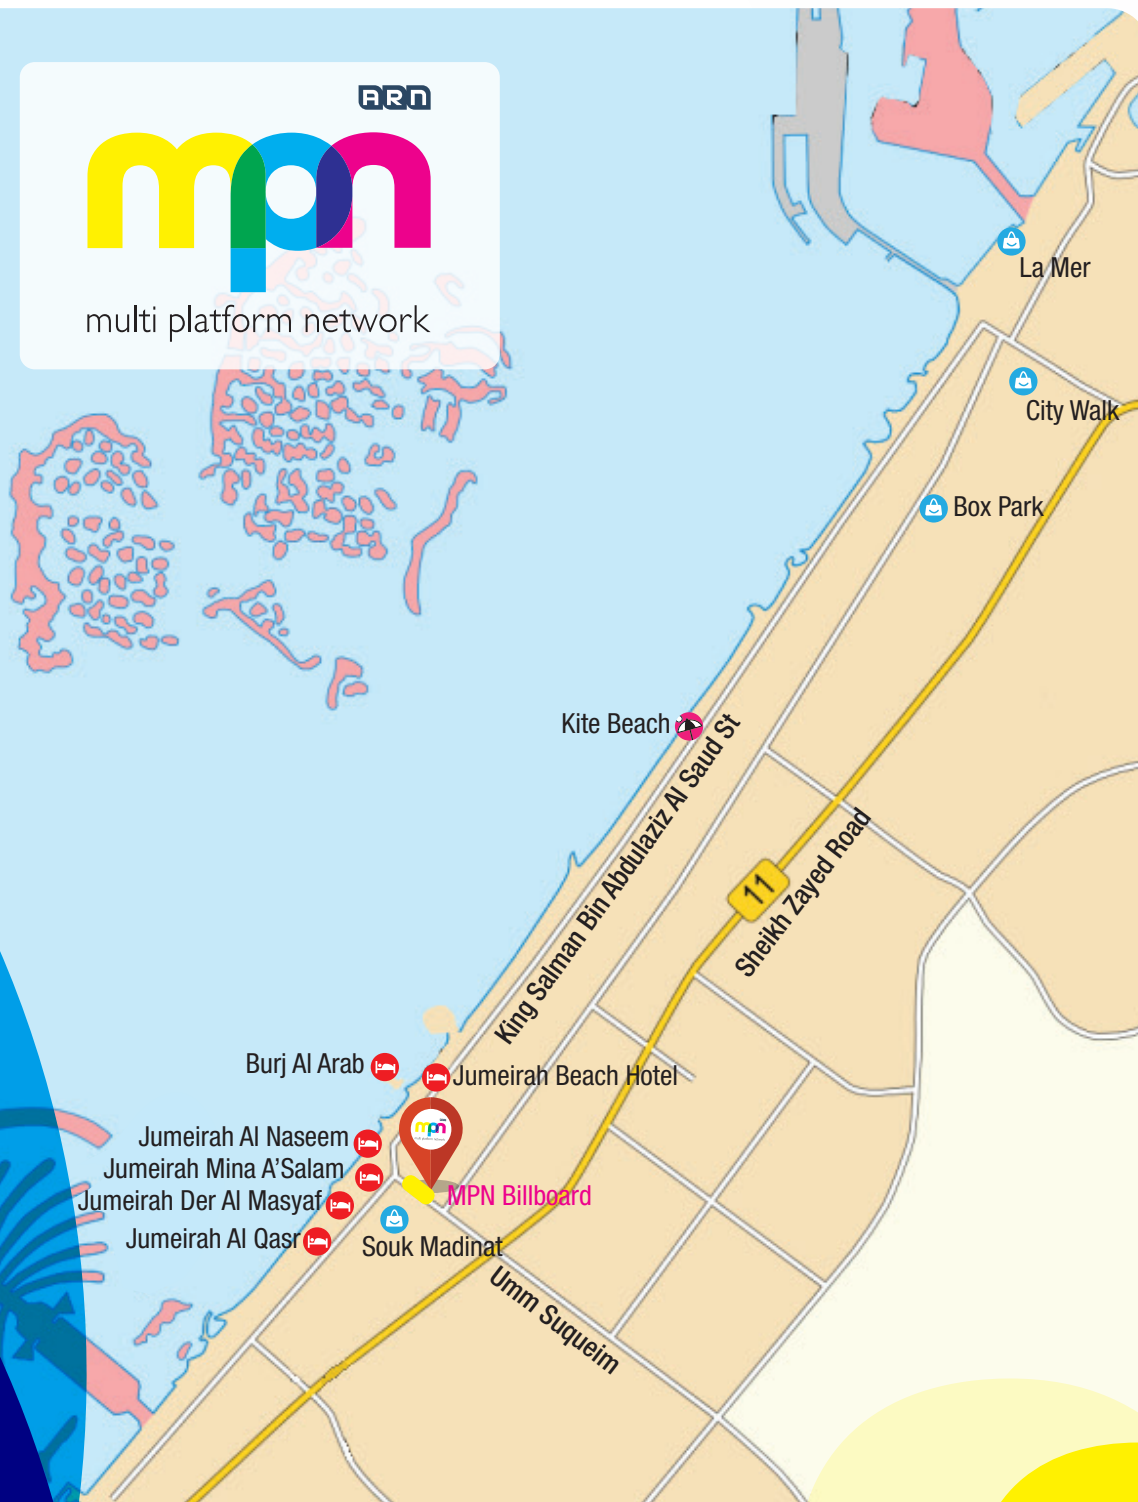 ARN
mpn
multi platform network
La Mer
City Walk
Box Park
Kite Beach
King Salman Bin Abdulaziz Al Saud St
11
Sheikh Zayed Road
Burj Al Arab
Jumeirah Beach Hotel
mpn
Jumeirah Al Naseem
Jumeirah Mina A'Salam
Jumeirah Der Al Masyaf
MPN Billboard
Jumeirah Al Qasr
Souk Madinat
Umm Suqueim